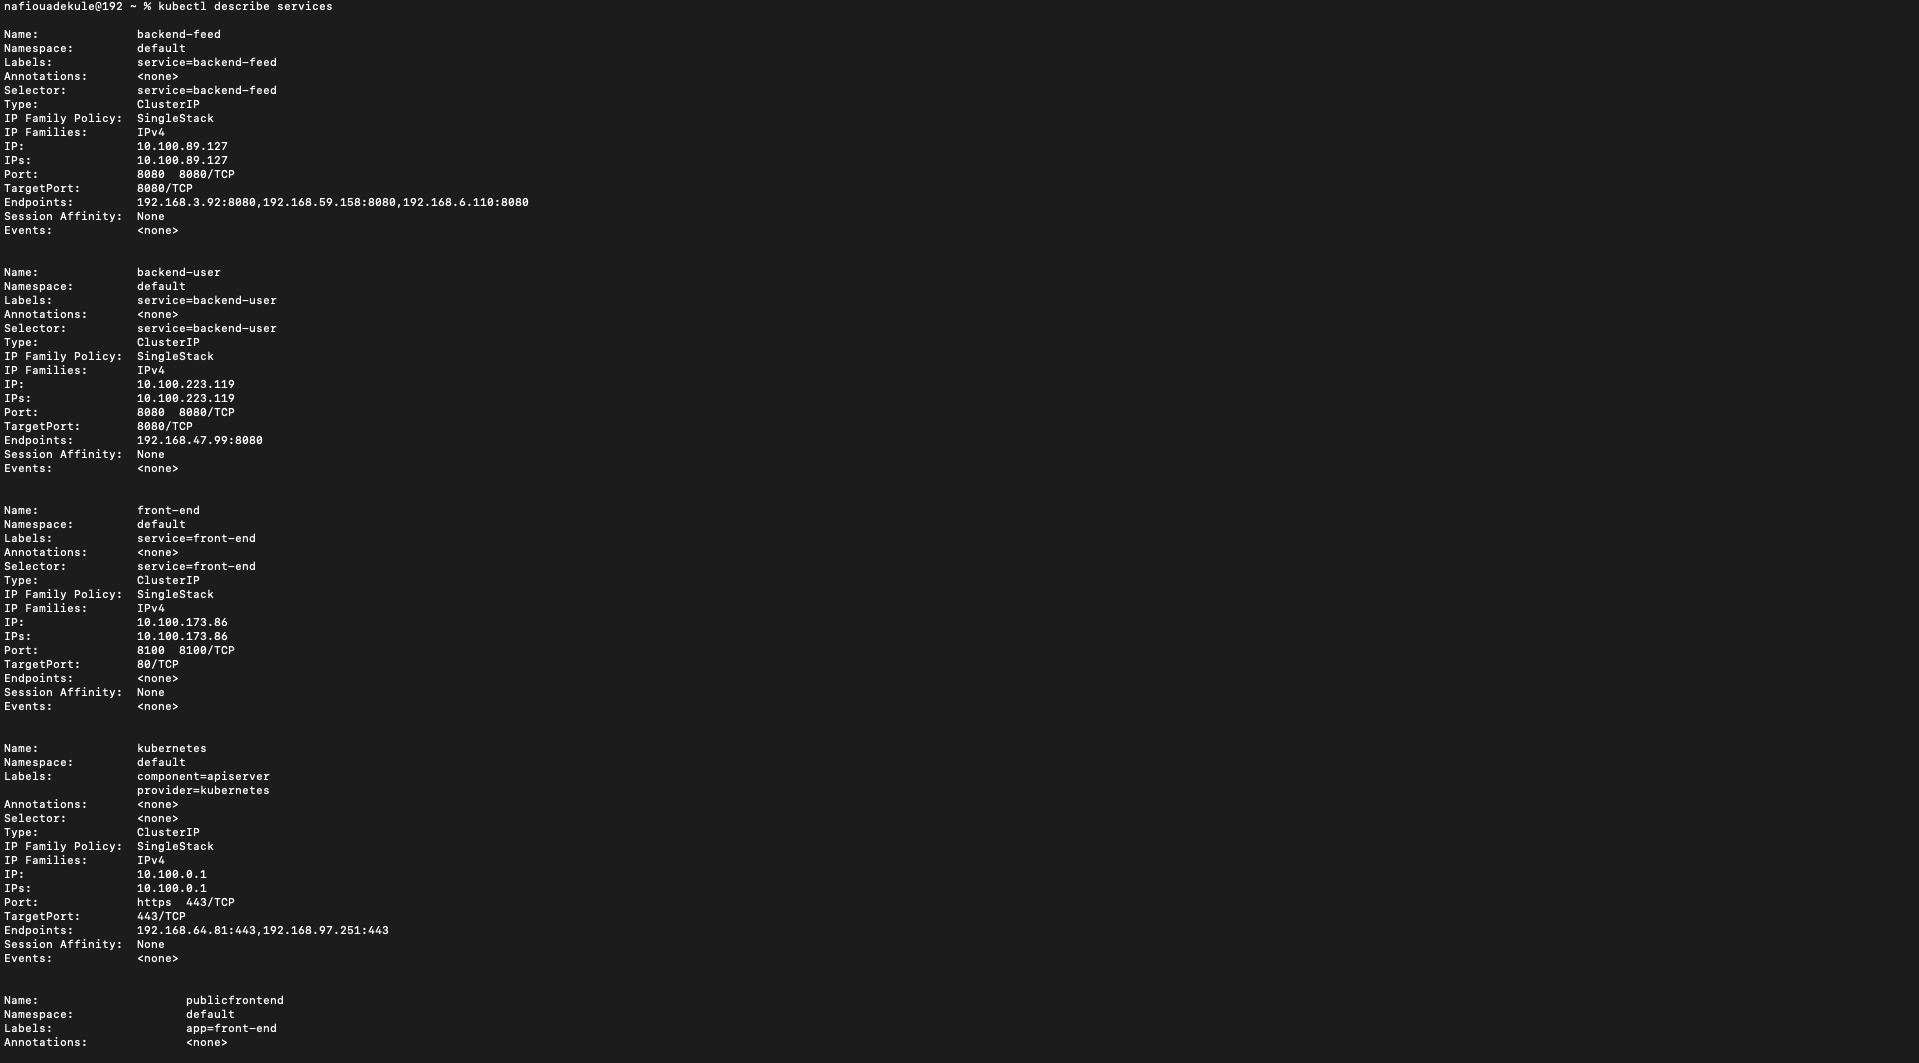 nafiouadekule@192 ~ % kubectl describe services
Name:              backend-feed
Namespace:         default
Labels:            service=backend-feed
Annotations:       <none>
Selector:          service=backend-feed
Type:              ClusterIP
IP Family Policy:  SingleStack
IP Families:       IPv4
IP:                10.100.89.127
IPs:               10.100.89.127
Port:              8080  8080/TCP
TargetPort:        8080/TCP
Endpoints:         192.168.3.92:8080,192.168.59.158:8080,192.168.6.110:8080
Session Affinity:  None
Events:            <none>
Name:              backend-user
Namespace:         default
Labels:            service=backend-user
Annotations:       <none>
Selector:          service=backend-user
Type:              ClusterIP
IP Family Policy:  SingleStack
IP Families:       IPv4
IP:                10.100.223.119
IPs:               10.100.223.119
Port:              8080  8080/TCP
TargetPort:        8080/TCP
Endpoints:         192.168.47.99:8080
Session Affinity:  None
Events:            <none>
Name:              front-end
Namespace:         default
Labels:            service=front-end
Annotations:       <none>
Selector:          service=front-end
Type:              ClusterIP
IP Family Policy:  SingleStack
IP Families:       IPv4
IP:                10.100.173.86
IPs:               10.100.173.86
Port:              8100  8100/TCP
TargetPort:        80/TCP
Endpoints:         <none>
Session Affinity:  None
Events:            <none>
Name:              kubernetes
Namespace:         default
Labels:            component=apiserver
                   provider=kubernetes
Annotations:       <none>
Selector:          <none>
Type:              ClusterIP
IP Family Policy:  SingleStack
IP Families:       IPv4
IP:                10.100.0.1
IPs:               10.100.0.1
Port:              https  443/TCP
TargetPort:        443/TCP
Endpoints:         192.168.64.81:443,192.168.97.251:443
Session Affinity:  None
Events:            <none>
Name:                     publicfrontend
Namespace:                default
Labels:                   app=front-end
Annotations:              <none>